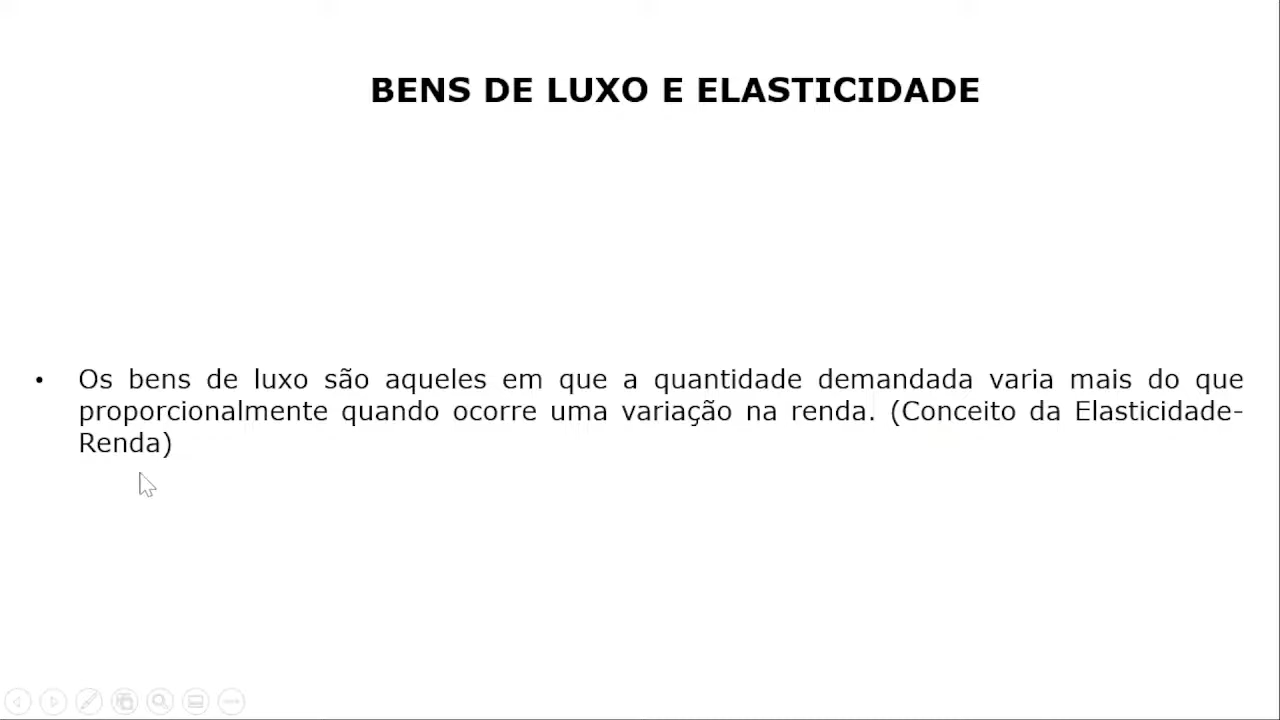 BENS DE LUXO E ELASTICIDADE
• Os bens de luxo são aqueles em que a quantidade demandada varia mais do que
proporcionalmente quando ocorre uma variação na renda. (Conceito da Elasticidade-
Renda)